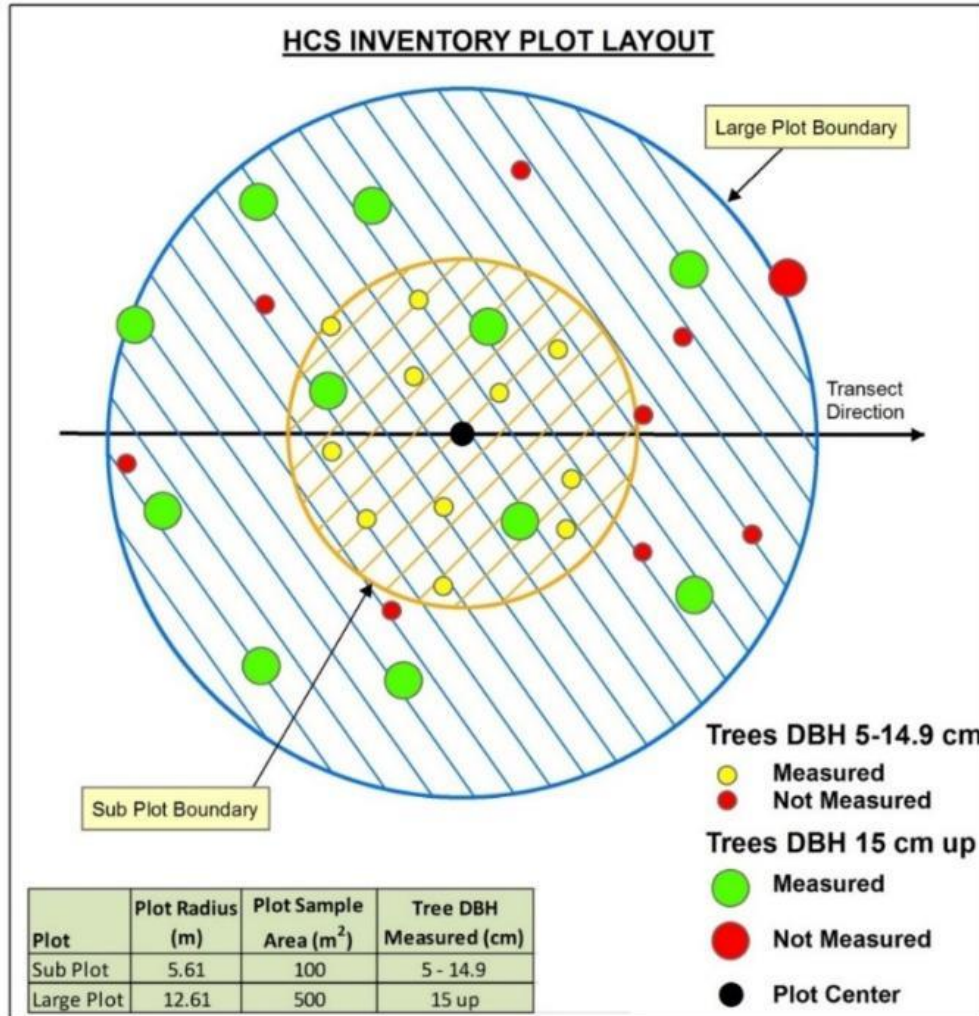 HCS INVENTORY PLOT LAYOUT
Large Plot Boundary
Transect
Direction
Sub Plot Boundary
Trees DBH 5-14.9 cm
Measured
Not Measured
Trees DBH 15 cm up
Measured
Not Measured
Plot Center
Plot
Plot Radius
(m)
Plot Sample
Area (m²)
Tree DBH
Measured (cm)
Sub Plot 5.61 100 5 - 14.9
Large Plot 12.61 500 15 up